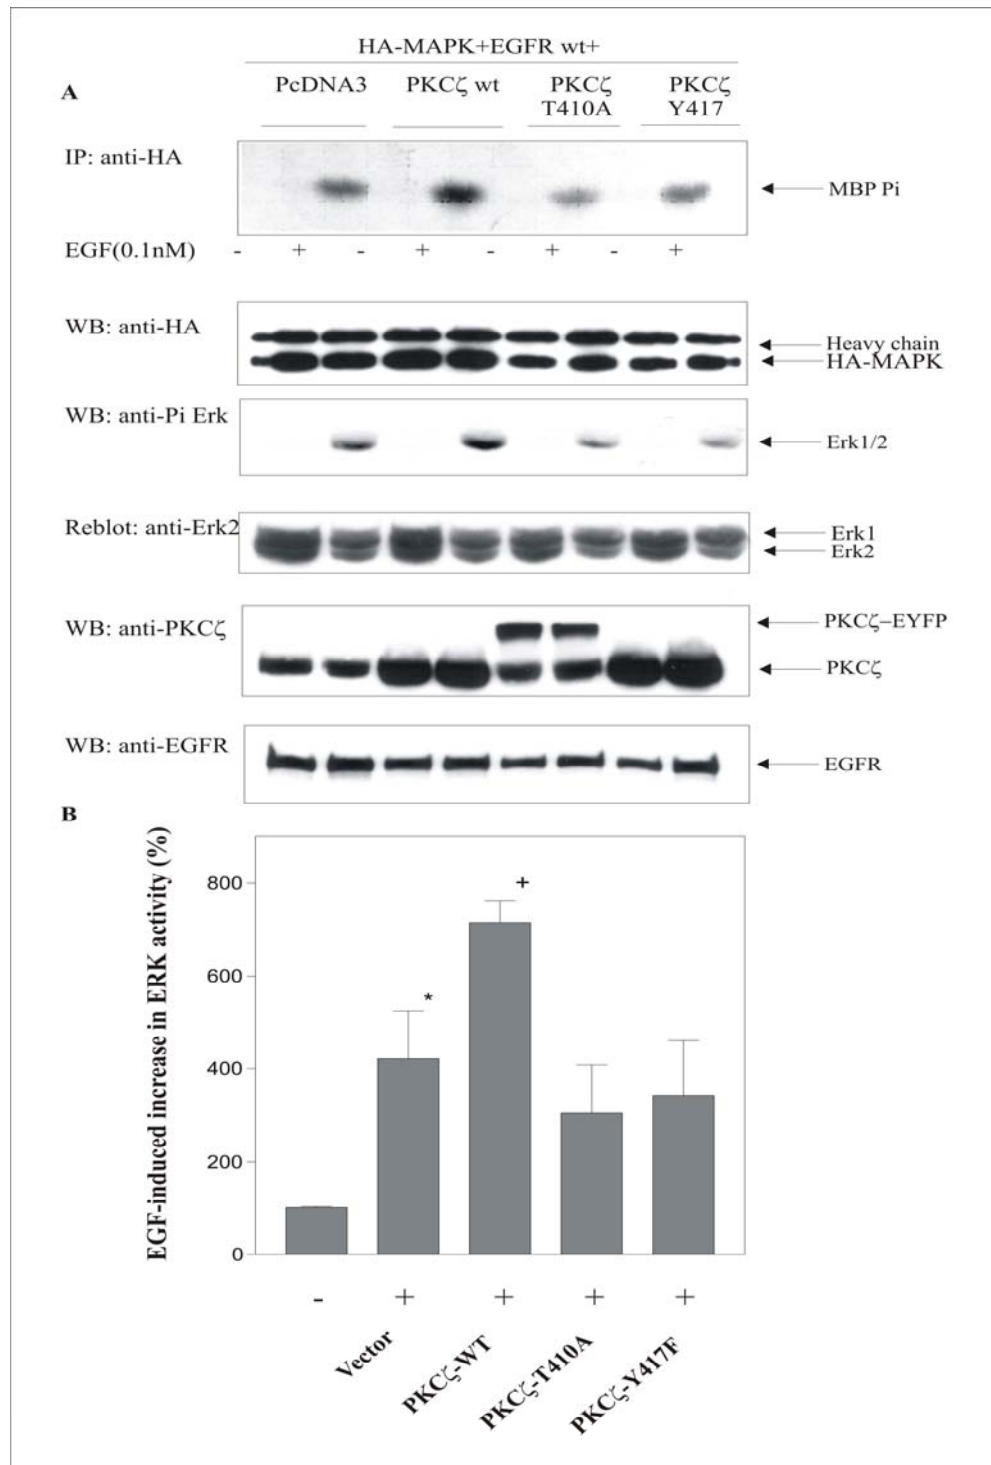 HA-MAPK+EGFR wt+
A
PcDNA3 PKCζ wt PKCζ PKCζ
T410A Y417
IP: anti-HA
MBP Pi
EGF(0.1nM) - + - + - + - +
WB: anti-HA
Heavy chain
HA-MAPK
WB: anti-Pi Erk
Erk1/2
Reblot: anti-Erk2
Erk1
Erk2
WB: anti-PKCζ
PKCζ–EYFP
PKCζ
WB: anti-EGFR
EGFR
B
EGF-induced increase in ERK activity (%)
800
600
400
200
0
+
*
- + + + +
Vector
PKCζ-WT
PKCζ-T410A
PKCζ-Y417F